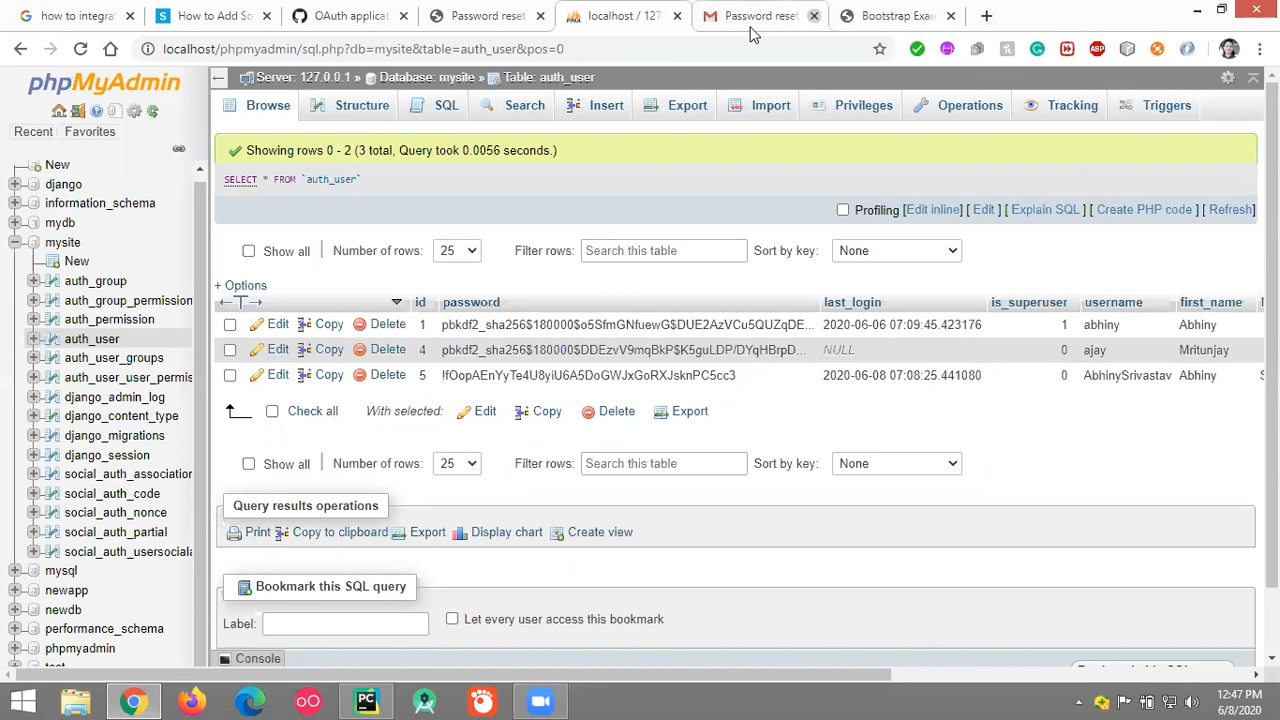 how to integra
How to Add So
OAuth applicat
Password reset
localhost / 127
Password reset
Bootstrap Exa
localhost/phpmyadmin/sql.php?db=mysite&table=auth_user&pos=0
phpMyAdmin
Recent Favorites
New
django
information_schema
mydb
mysite
New
auth_group
auth_group_permission
auth_permission
auth_user
auth_user_groups
auth_user_user_permis
django_admin_log
django_content_type
django_migrations
django_session
social_auth_association
social_auth_code
social_auth_nonce
social_auth_partial
social_auth_usersocial
mysql
newapp
newdb
performance_schema
phpmyadmin
Server: 127.0.0.1 » Database: mysite » Table: auth_user
Browse Structure SQL Search Insert Export Import Privileges Operations Tracking Triggers
Showing rows 0 - 2 (3 total, Query took 0.0056 seconds.)
SELECT * FROM `auth_user`
Profiling [Edit inline] [ Edit ] [ Explain SQL ] [ Create PHP code ] [ Refresh]
Show all Number of rows: 25 Filter rows: Search this table Sort by key: None
+ Options
id password last_login is_superuser username first_name
Edit Copy Delete 1 pbkdf2_sha256$180000$o5SfmGNfuewG$DUE2AzVCu5QUZqDE... 2020-06-06 07:09:45.423176 1 abhiny Abhiny
Edit Copy Delete 4 pbkdf2_sha256$180000$DDEzvV9mqBkP$K5guLDP/DYqHBrpD... NULL 0 ajay Mritunjay
Edit Copy Delete 5 !fOopAEnYyTe4U8yiU6A5DoGWJxGoRXJsknPC5cc3 2020-06-08 07:08:25.441080 0 AbhinySrivastav Abhiny
Check all With selected: Edit Copy Delete Export
Show all Number of rows: 25 Filter rows: Search this table Sort by key: None
Query results operations
Print Copy to clipboard Export Display chart Create view
Bookmark this SQL query
Label: Let every user access this bookmark
Console
12:47 PM
6/8/2020